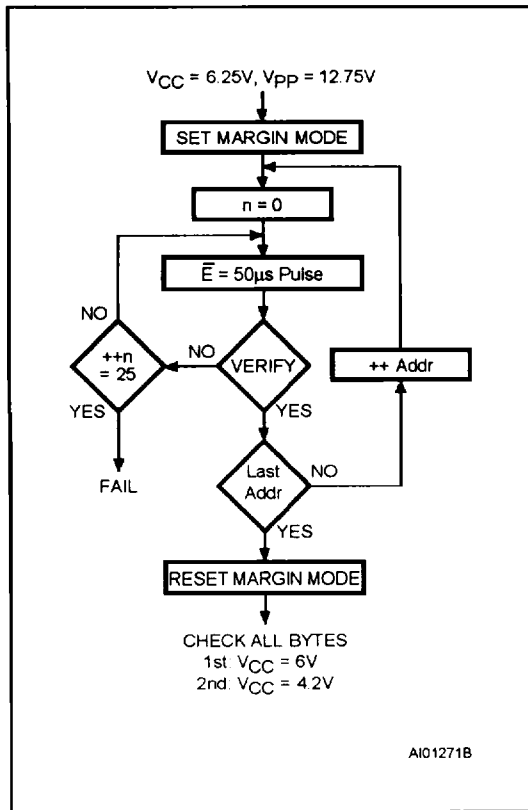 VCC = 6.25V, VPP = 12.75V
SET MARGIN MODE
n = 0
E̅ = 50µs Pulse
NO
++n
= 25
NO
VERIFY
++ Addr
YES
YES
FAIL
Last
Addr
NO
YES
RESET MARGIN MODE
CHECK ALL BYTES
1st: VCC = 6V
2nd: VCC = 4.2V
AI01271B